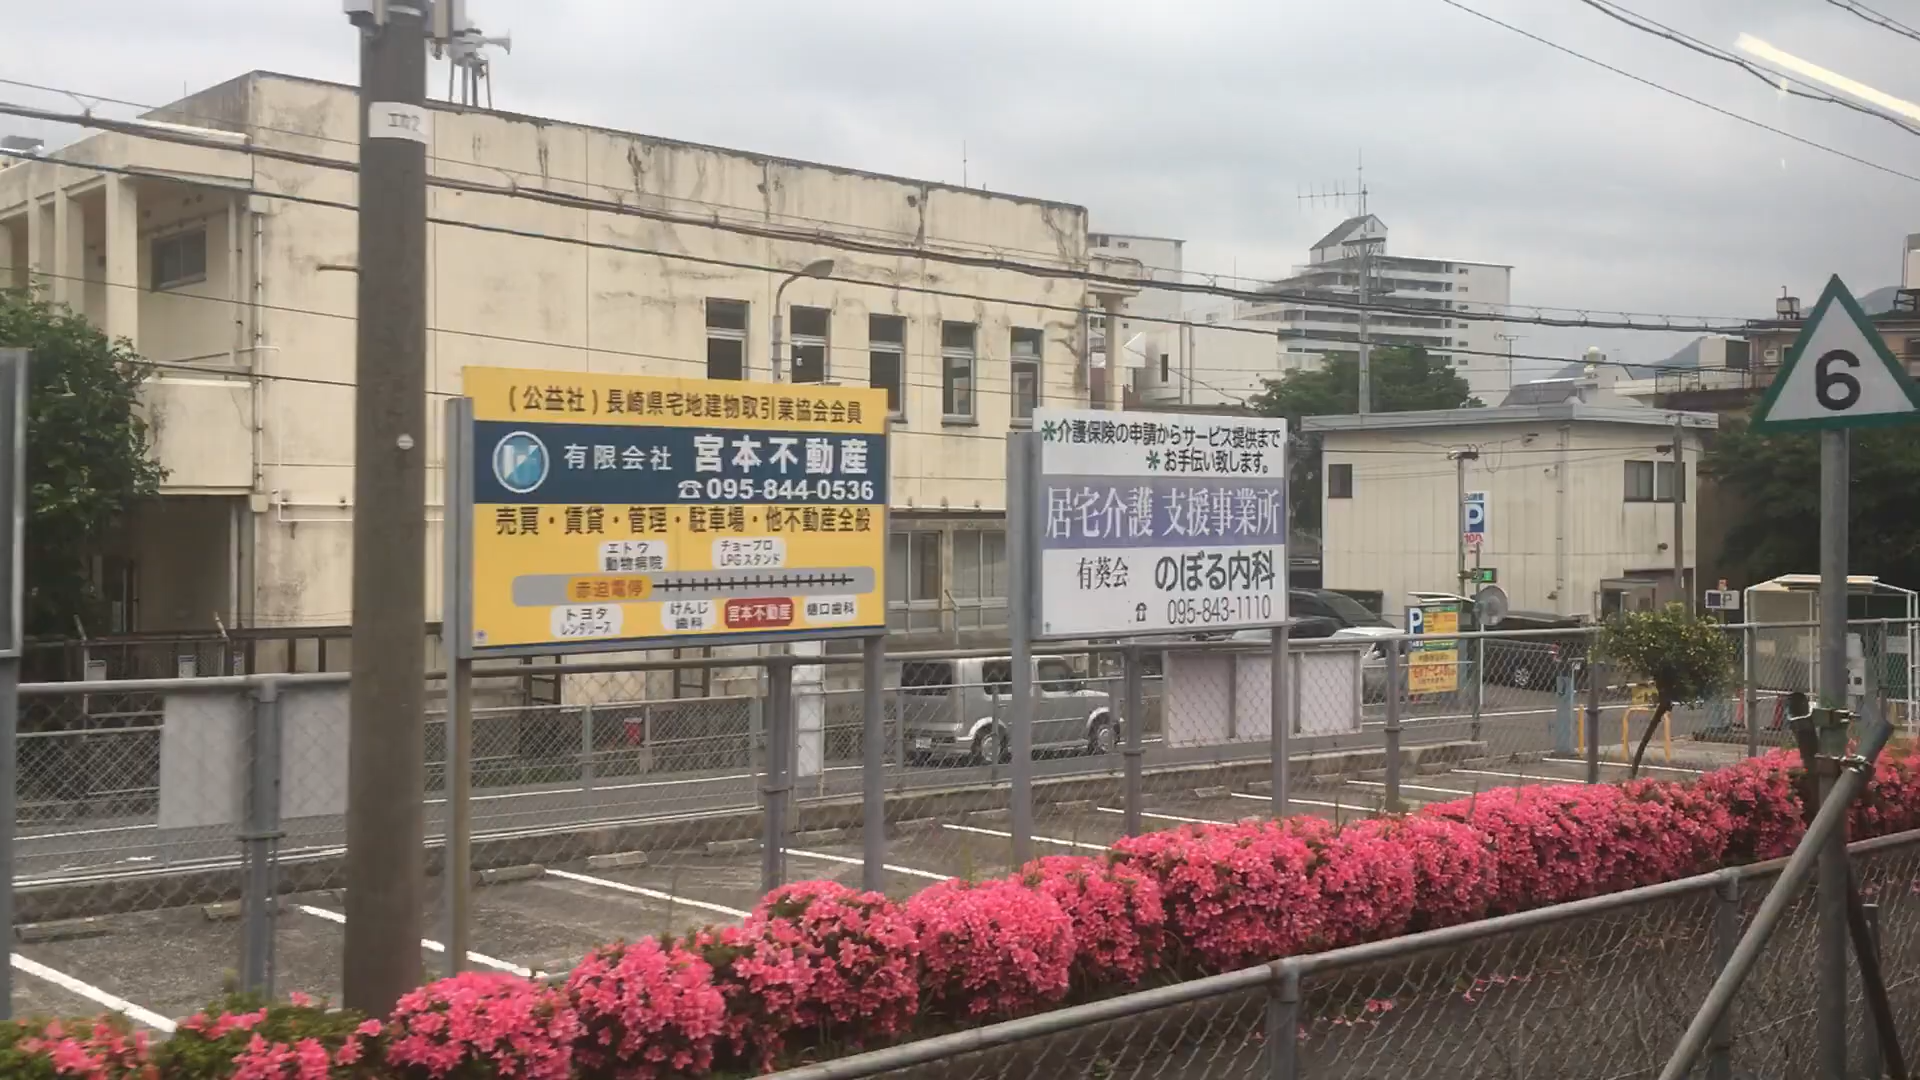 (公益社)長崎県宅地建物取引業協会会員
有限会社 宮本不動産
☎095-844-0536
売買・賃貸・管理・駐車場・他不動産全般
エトウ
動物病院
チョープロ
LPGスタンド
赤迫電停
トヨタ
レンタリース
けんじ
歯科
宮本不動産
樋口歯科
＊介護保険の申請からサービス提供まで
＊お手伝い致します。
居宅介護 支援事業所
有葵会 のぼる内科
☎ 095-843-1110
P
P
6